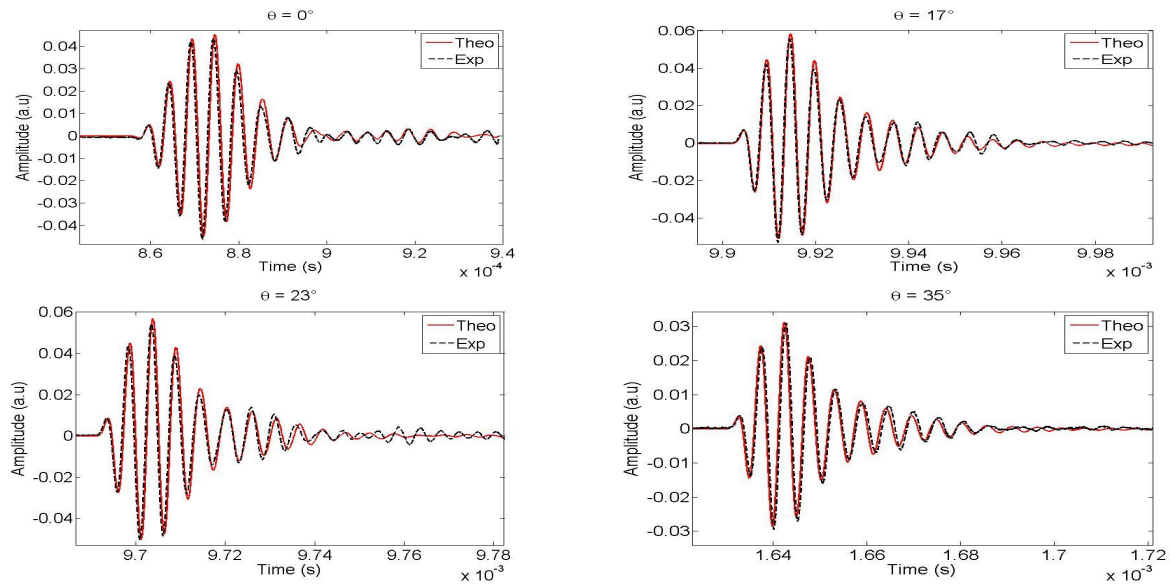 θ = 0°
0.04
0.03
0.02
0.01
0
-0.01
-0.02
-0.03
-0.04
Amplitude (a.u)
Theo
Exp
8.6
8.8
9
9.2
9.4
Time (s)
x 10⁻⁴
θ = 17°
0.06
0.04
0.02
0
-0.02
-0.04
Amplitude (a.u)
Theo
Exp
9.9
9.92
9.94
9.96
9.98
Time (s)
x 10⁻³
θ = 23°
0.06
0.04
0.02
0
-0.02
-0.04
Amplitude (a.u)
Theo
Exp
9.7
9.72
9.74
9.76
9.78
Time (s)
x 10⁻³
θ = 35°
0.03
0.02
0.01
0
-0.01
-0.02
-0.03
Amplitude (a.u)
Theo
Exp
1.64
1.66
1.68
1.7
1.72
Time (s)
x 10⁻³